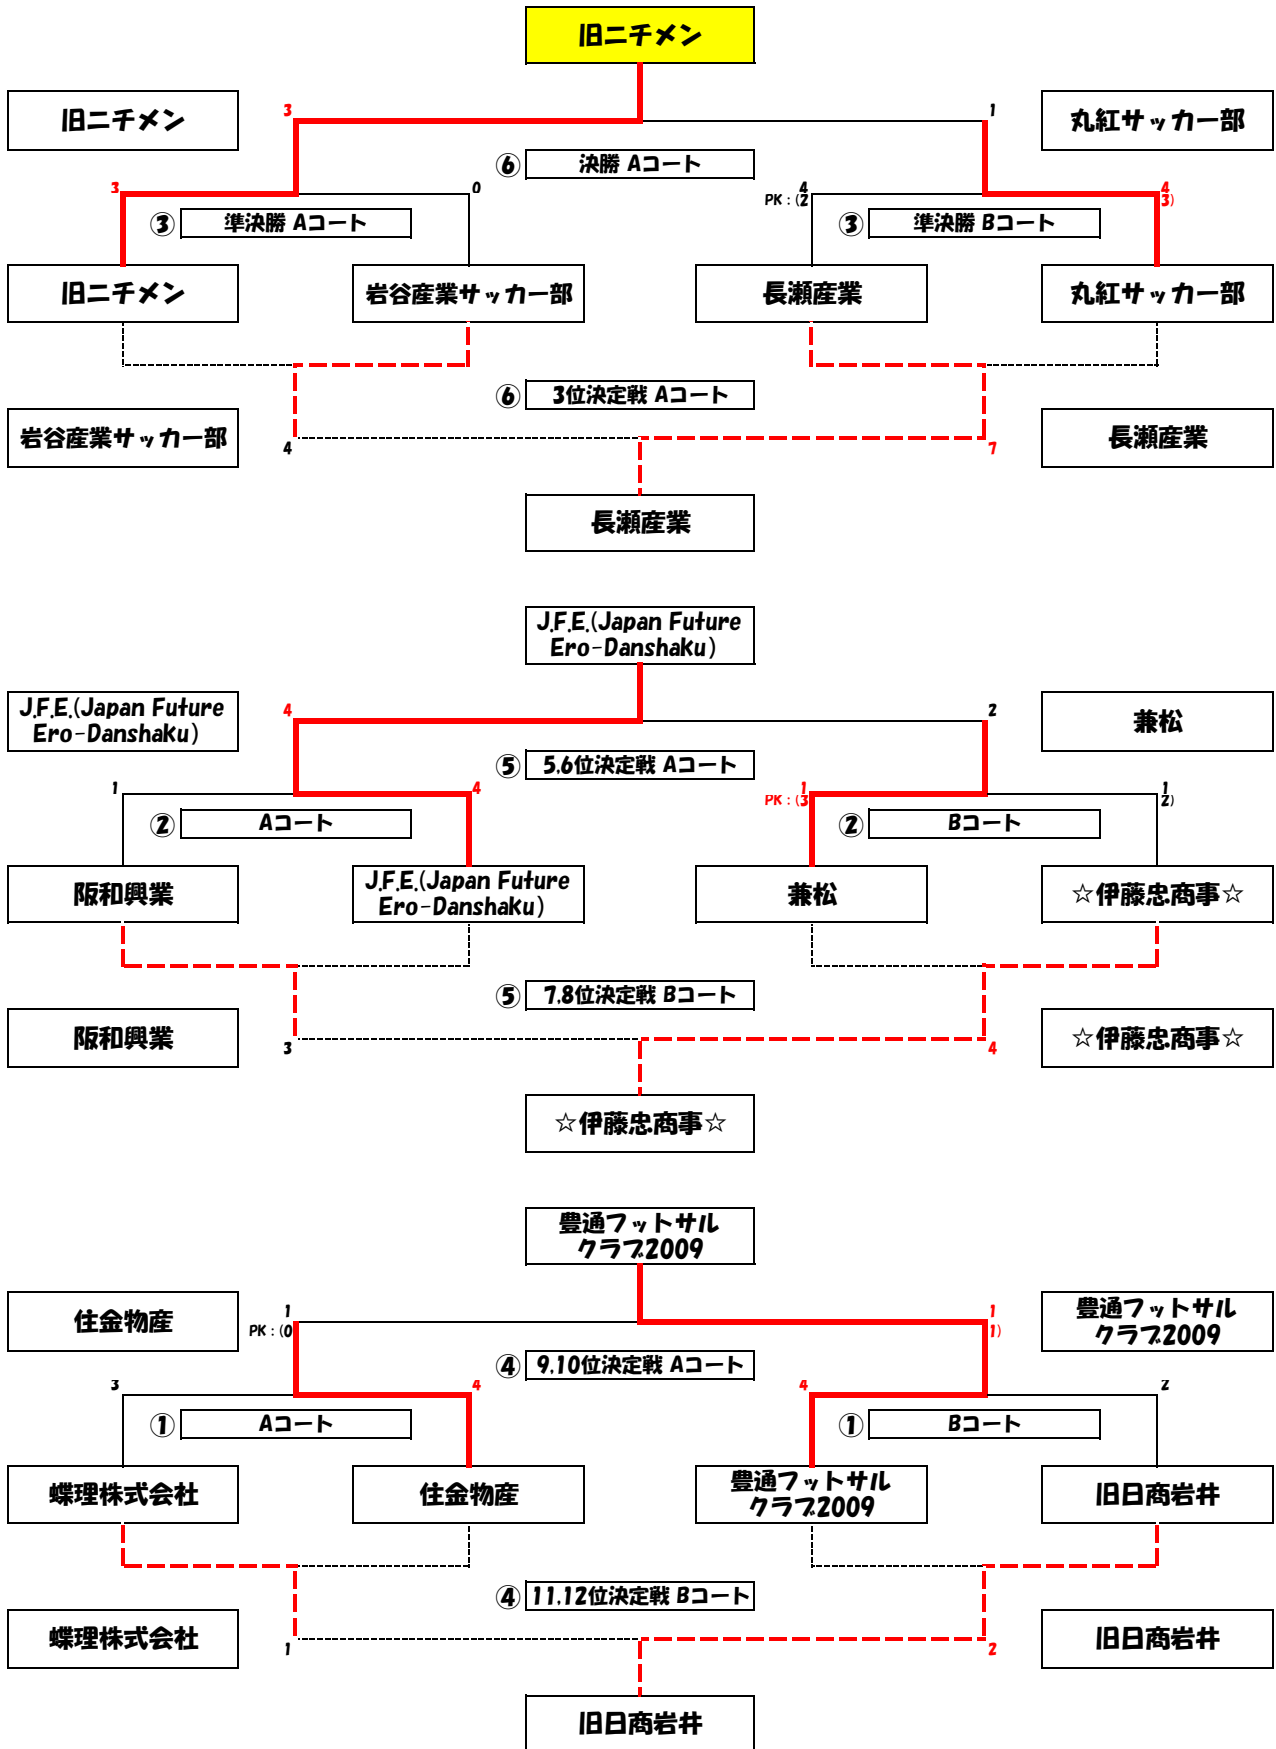 旧ニチメン
旧ニチメン
3
1
丸紅サッカー部
⑥ 決勝 Aコート
3
0
4
PK : (2
4
3)
③ 準決勝 Aコート
③ 準決勝 Bコート
旧ニチメン
岩谷産業サッカー部
長瀬産業
丸紅サッカー部
⑥ 3位決定戦 Aコート
岩谷産業サッカー部
4
7
長瀬産業
長瀬産業
J.F.E.(Japan Future
Ero-Danshaku)
J.F.E.(Japan Future
Ero-Danshaku)
4
2
兼松
⑤ 5,6位決定戦 Aコート
1
4
1
PK : (3
1
2)
② Aコート
② Bコート
阪和興業
J.F.E.(Japan Future
Ero-Danshaku)
兼松
☆伊藤忠商事☆
⑤ 7,8位決定戦 Bコート
阪和興業
3
4
☆伊藤忠商事☆
☆伊藤忠商事☆
豊通フットサル
クラブ2009
住金物産
1
PK : (0
1
1)
豊通フットサル
クラブ2009
④ 9,10位決定戦 Aコート
3
4
4
2
① Aコート
① Bコート
蝶理株式会社
住金物産
豊通フットサル
クラブ2009
旧日商岩井
④ 11,12位決定戦 Bコート
蝶理株式会社
1
2
旧日商岩井
旧日商岩井